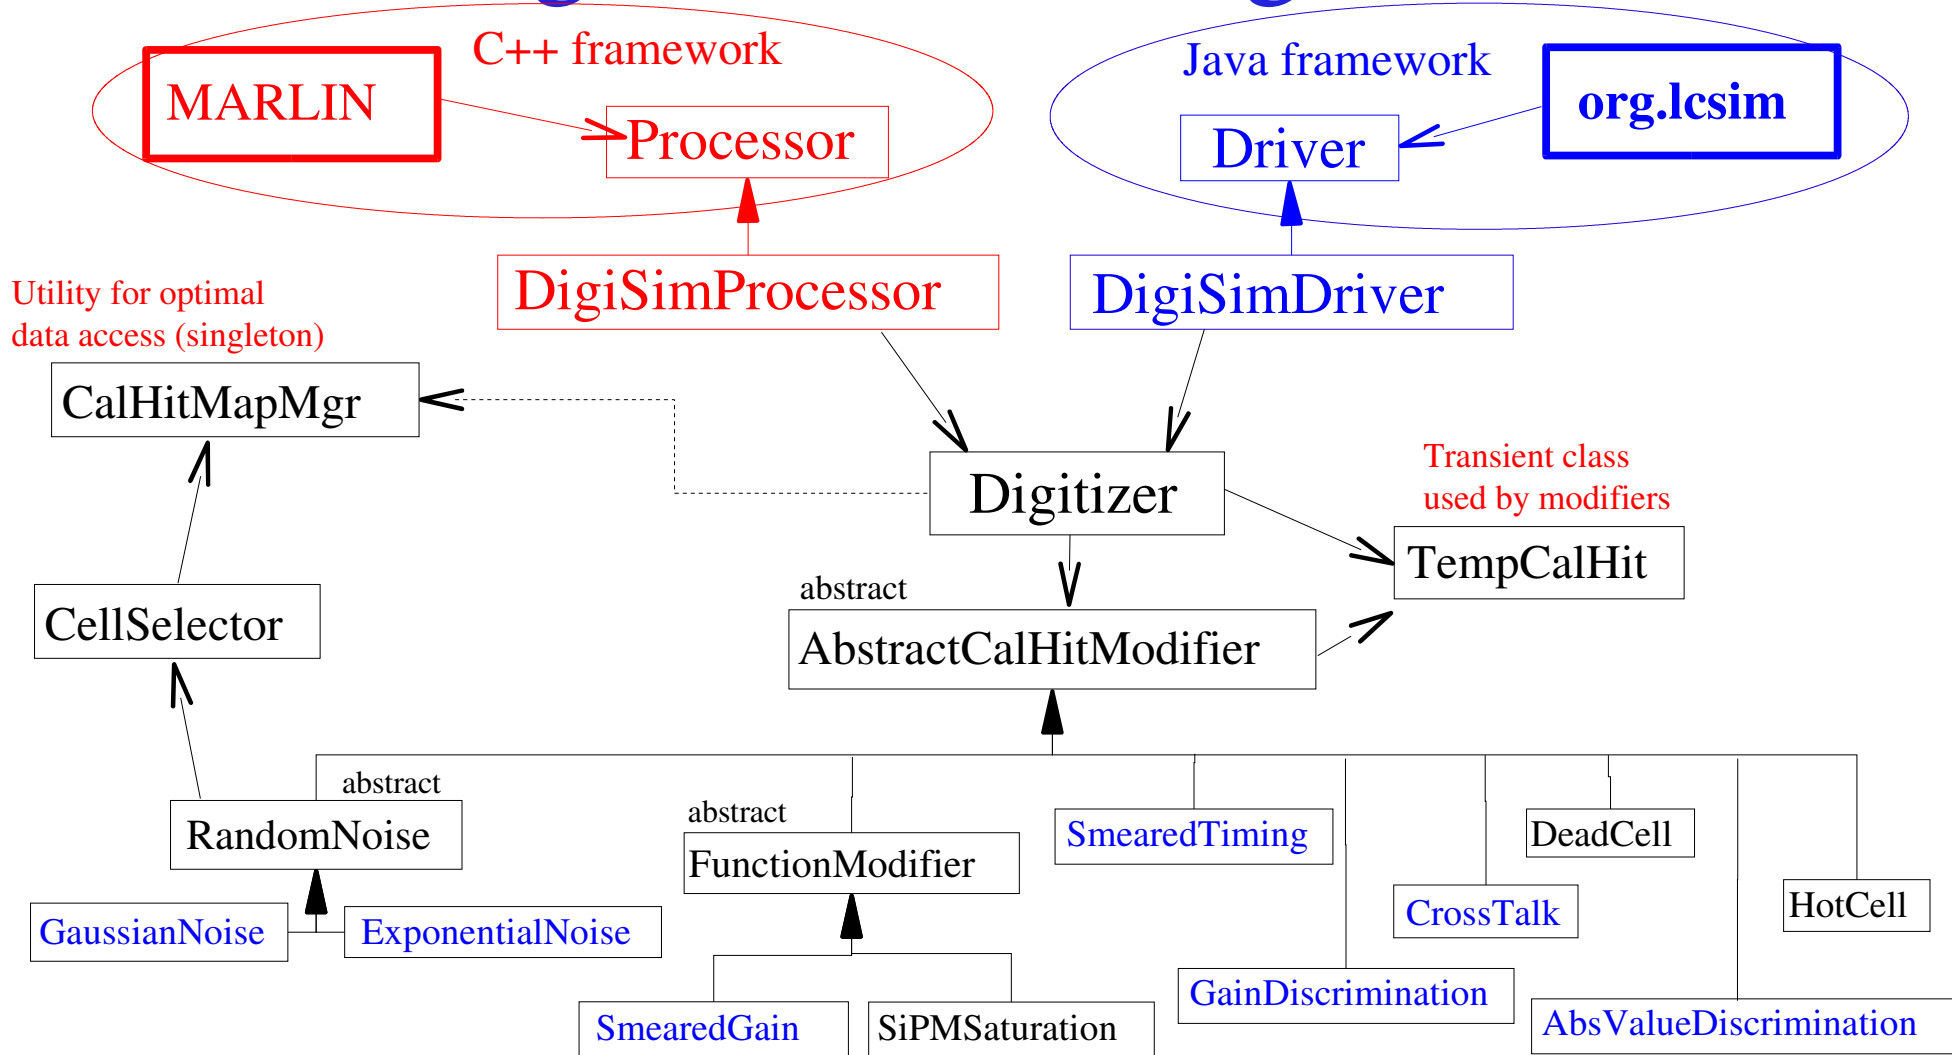 C++ framework
MARLIN
Processor
Java framework
org.lcsim
Driver
DigiSimProcessor
DigiSimDriver
Utility for optimal
data access (singleton)
CalHitMapMgr
Digitizer
Transient class
used by modifiers
TempCalHit
CellSelector
abstract
AbstractCalHitModifier
abstract
RandomNoise
abstract
FunctionModifier
SmearedTiming
DeadCell
CrossTalk
HotCell
GaussianNoise
ExponentialNoise
GainDiscrimination
SmearedGain
SiPMSaturation
AbsValueDiscrimination